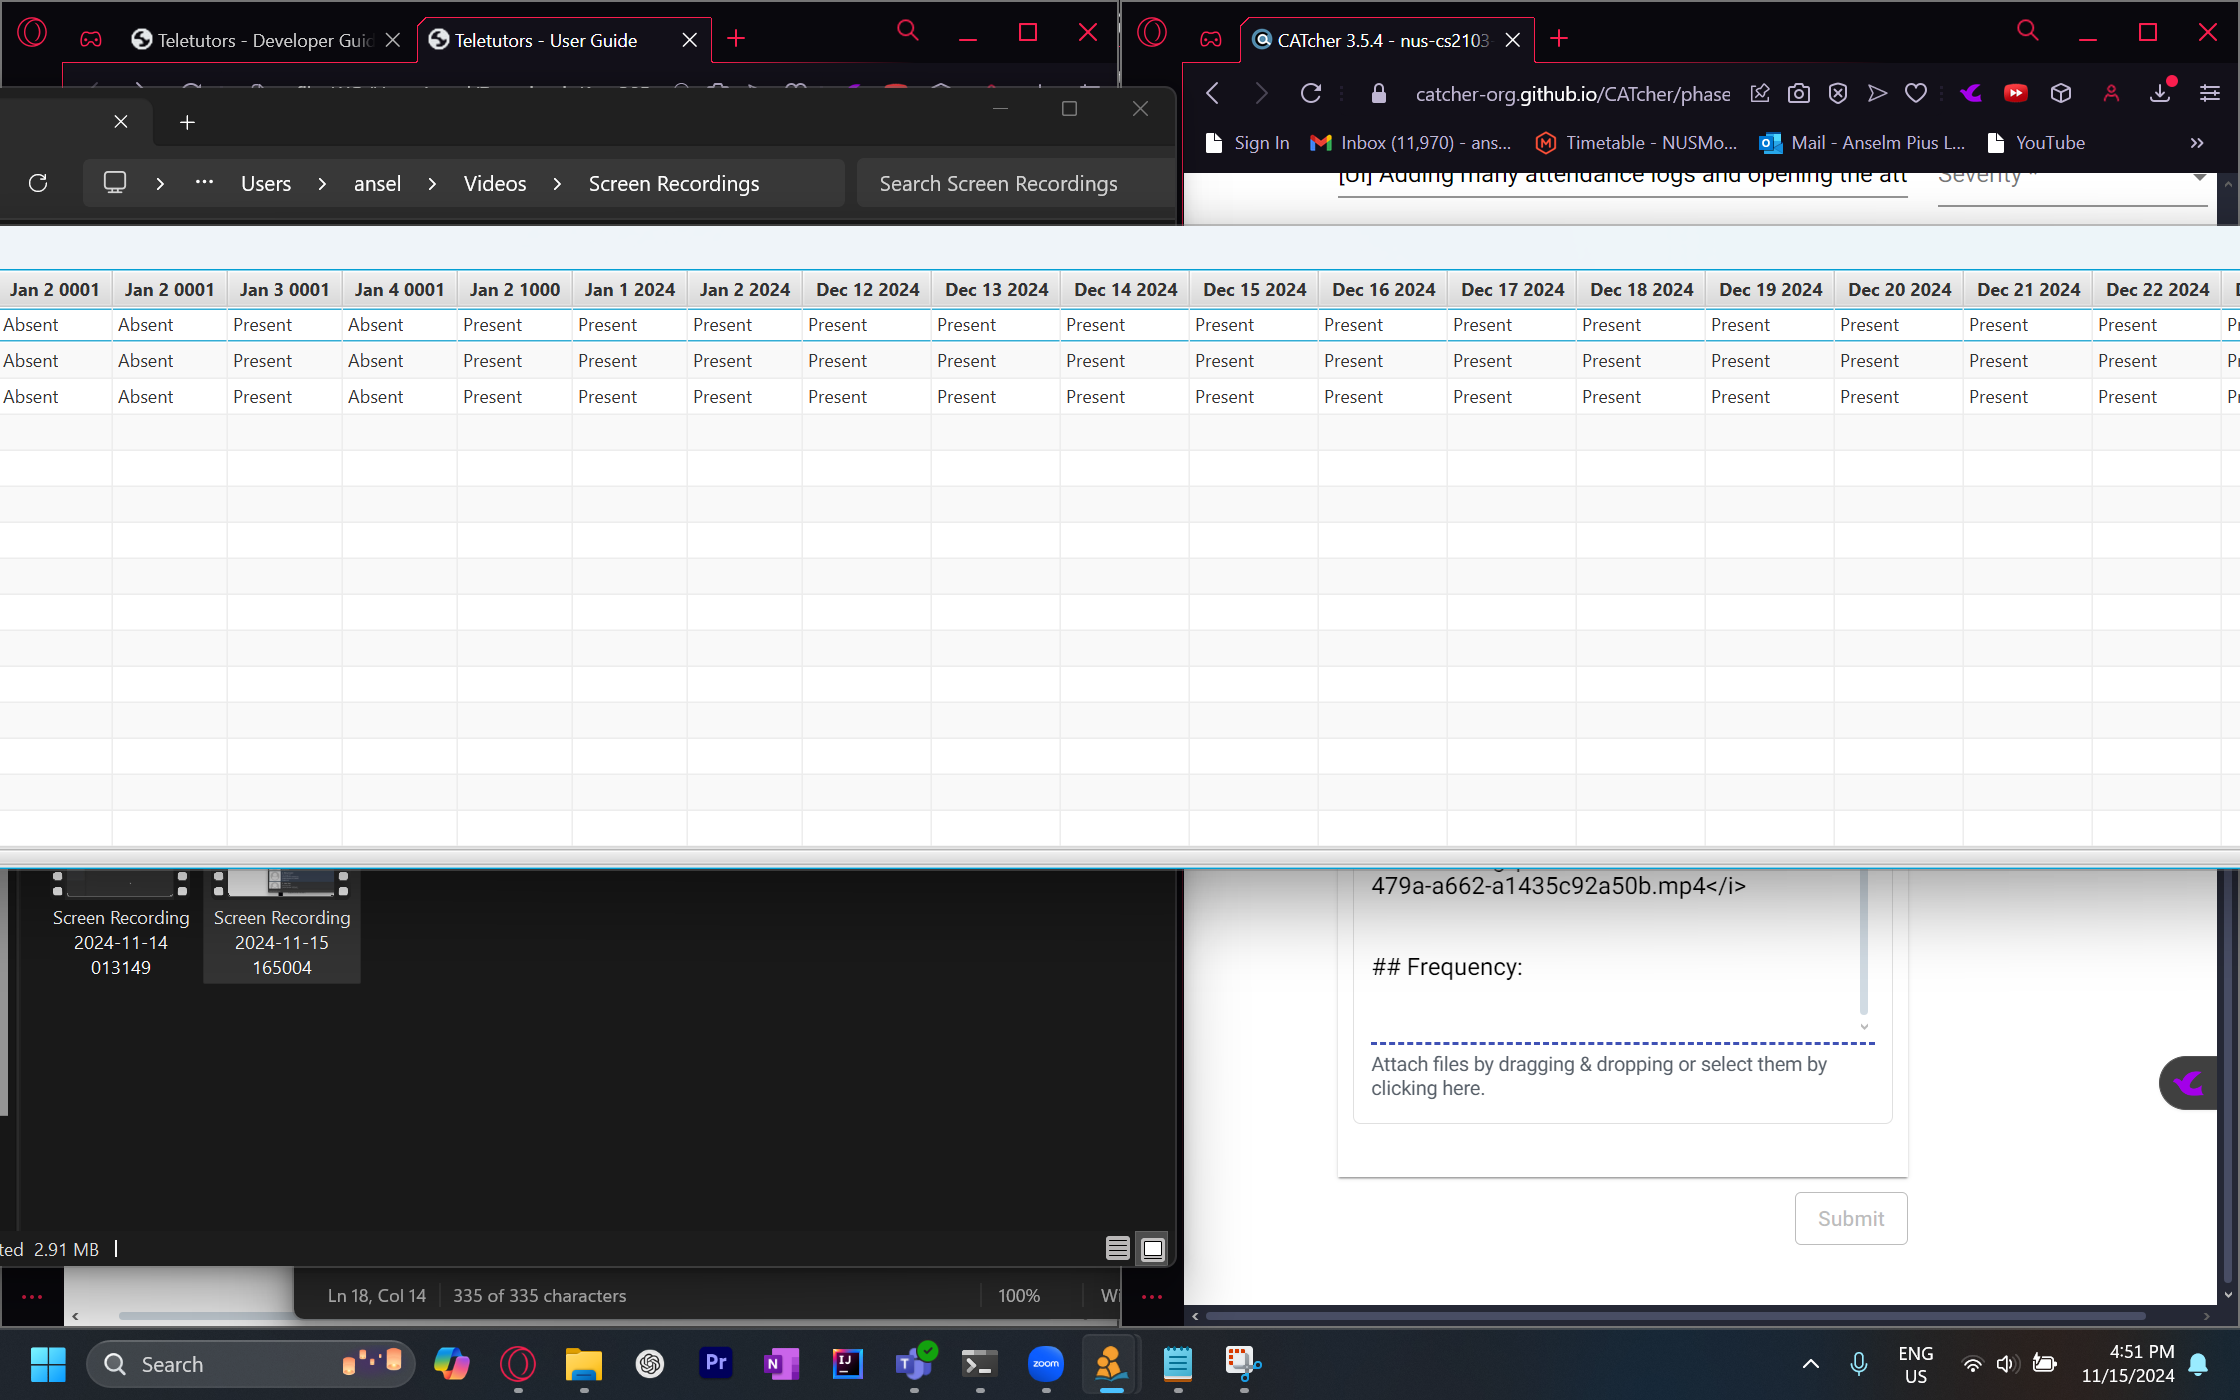 Teletutors - Developer Guid
Teletutors - User Guide
CATcher 3.5.4 - nus-cs2103-
catcher-org.github.io/CATcher/phase
Sign In
Inbox (11,970) - ans...
Timetable - NUSMo...
Mail - Anselm Pius L...
YouTube
Users
ansel
Videos
Screen Recordings
Search Screen Recordings
[UI] Adding many attendance logs and opening the att
Severity *
Jan 2 0001 Jan 2 0001 Jan 3 0001 Jan 4 0001 Jan 2 1000 Jan 1 2024 Jan 2 2024 Dec 12 2024 Dec 13 2024 Dec 14 2024 Dec 15 2024 Dec 16 2024 Dec 17 2024 Dec 18 2024 Dec 19 2024 Dec 20 2024 Dec 21 2024 Dec 22 2024
Absent Absent Present Absent Present Present Present Present Present Present Present Present Present Present Present Present Present Present
Absent Absent Present Absent Present Present Present Present Present Present Present Present Present Present Present Present Present Present
Absent Absent Present Absent Present Present Present Present Present Present Present Present Present Present Present Present Present Present
479a-a662-a1435c92a50b.mp4</i>
## Frequency:
Attach files by dragging & dropping or select them by
clicking here.
Submit
Screen Recording
2024-11-14
013149
Screen Recording
2024-11-15
165004
ted 2.91 MB
Ln 18, Col 14
335 of 335 characters
100%
Wi
Search
Pr
N
IJ
T
zoom
ENG
US
4:51 PM
11/15/2024